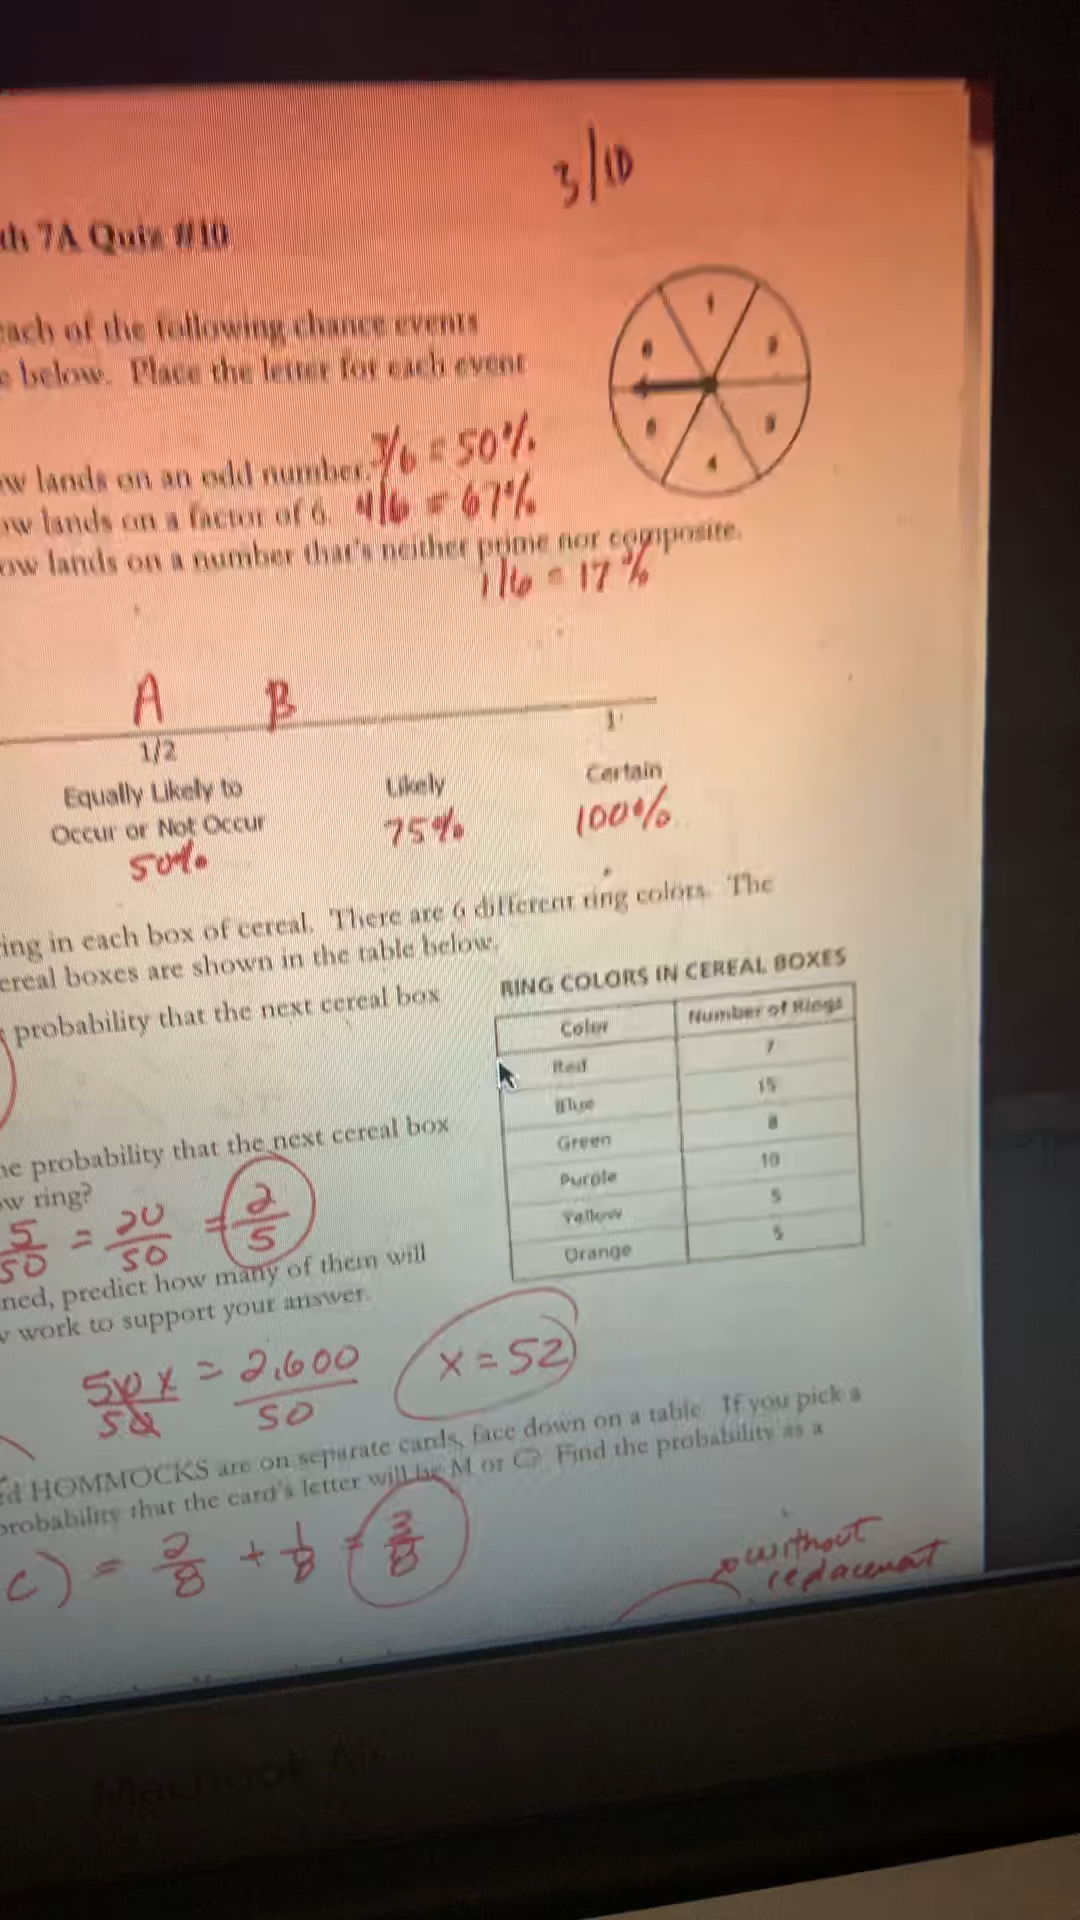 3/10
7A Quiz #10
each of the following chance events
below. Place the letter for each event
lands on an odd number. 3/6 = 50%
lands on a factor of 6. 4/6 = 67%
lands on a number that's neither prime nor composite.
1/6 = 17%
1
4
A B
1/2 1
Equally Likely to Likely Certain
Occur or Not Occur 75% 100%
50%
ing in each box of cereal. There are 6 different ring colors. The
cereal boxes are shown in the table below.
probability that the next cereal box
RING COLORS IN CEREAL BOXES
Color Number of Rings
Red 7
Blue 15
Green 8
Purple 10
Yellow 5
Orange 5
probability that the next cereal box
ow ring?
5/50 = 20/50 = 2/5
ned, predict how many of them will
work to support your answer.
50x/50 = 2,600/50 x = 52
HOMMOCKS are on separate cards, face down on a table. If you pick a
probability that the card's letter will be M or C? Find the probability as a
C) = 2/8 + 1/8 = 3/8
without
replacement
MacBook Air